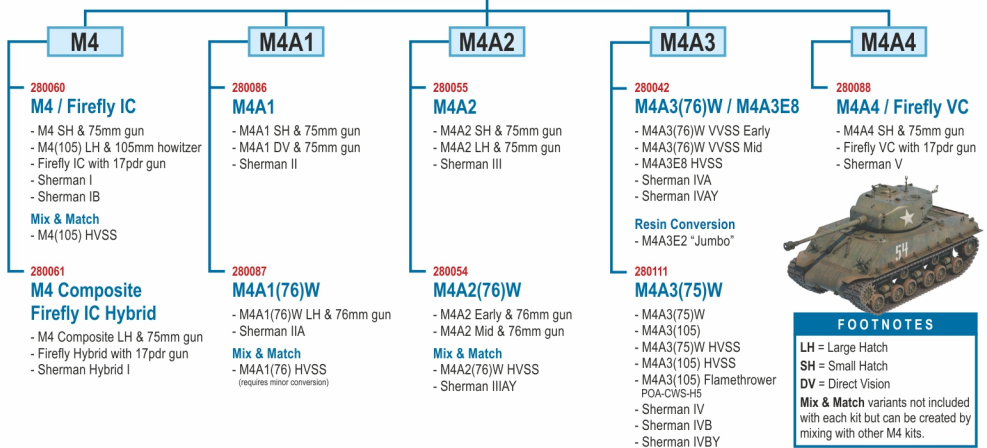 M4
M4A1
M4A2
M4A3
M4A4
280060
M4 / Firefly IC
- M4 SH & 75mm gun
- M4(105) LH & 105mm howitzer
- Firefly IC with 17pdr gun
- Sherman I
- Sherman IB
Mix & Match
- M4(105) HVSS
280061
M4 Composite
Firefly IC Hybrid
- M4 Composite LH & 75mm gun
- Firefly Hybrid with 17pdr gun
- Sherman Hybrid I
280086
M4A1
- M4A1 SH & 75mm gun
- M4A1 DV & 75mm gun
- Sherman II
280087
M4A1(76)W
- M4A1(76)W LH & 76mm gun
- Sherman IIA
Mix & Match
- M4A1(76) HVSS
(requires minor conversion)
280055
M4A2
- M4A2 SH & 75mm gun
- M4A2 LH & 75mm gun
- Sherman III
280054
M4A2(76)W
- M4A2 Early & 76mm gun
- M4A2 Mid & 76mm gun
Mix & Match
- M4A2(76)W HVSS
- Sherman IIIAY
280042
M4A3(76)W / M4A3E8
- M4A3(76)W VVSS Early
- M4A3(76)W VVSS Mid
- M4A3E8 HVSS
- Sherman IVA
- Sherman IVAY
Resin Conversion
- M4A3E2 “Jumbo”
280111
M4A3(75)W
- M4A3(75)W
- M4A3(105)
- M4A3(75)W HVSS
- M4A3(105) HVSS
- M4A3(105) Flamethrower
POA-CWS-H5
- Sherman IV
- Sherman IVB
- Sherman IVBY
280088
M4A4 / Firefly VC
- M4A4 SH & 75mm gun
- Firefly VC with 17pdr gun
- Sherman V
54
FOOTNOTES
LH = Large Hatch
SH = Small Hatch
DV = Direct Vision
Mix & Match variants not included
with each kit but can be created by
mixing with other M4 kits.